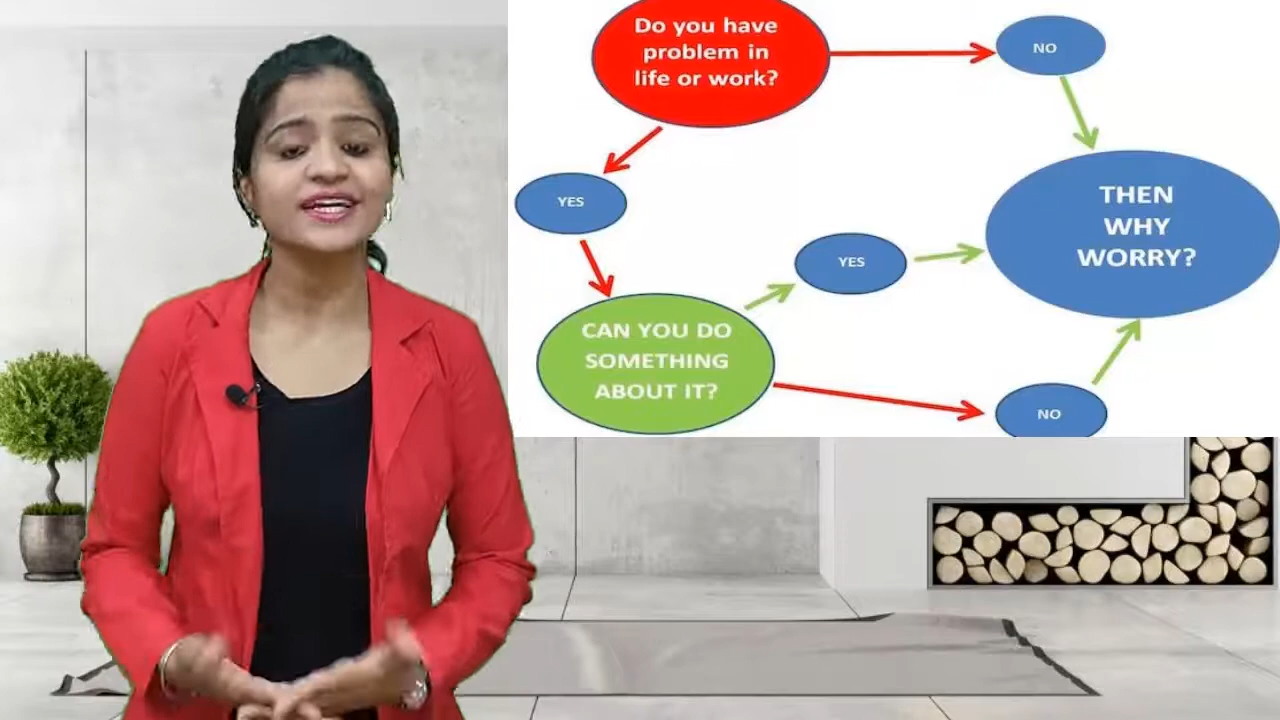 Do you have
problem in
life or work?
NO
YES
THEN
WHY
WORRY?
YES
CAN YOU DO
SOMETHING
ABOUT IT?
NO